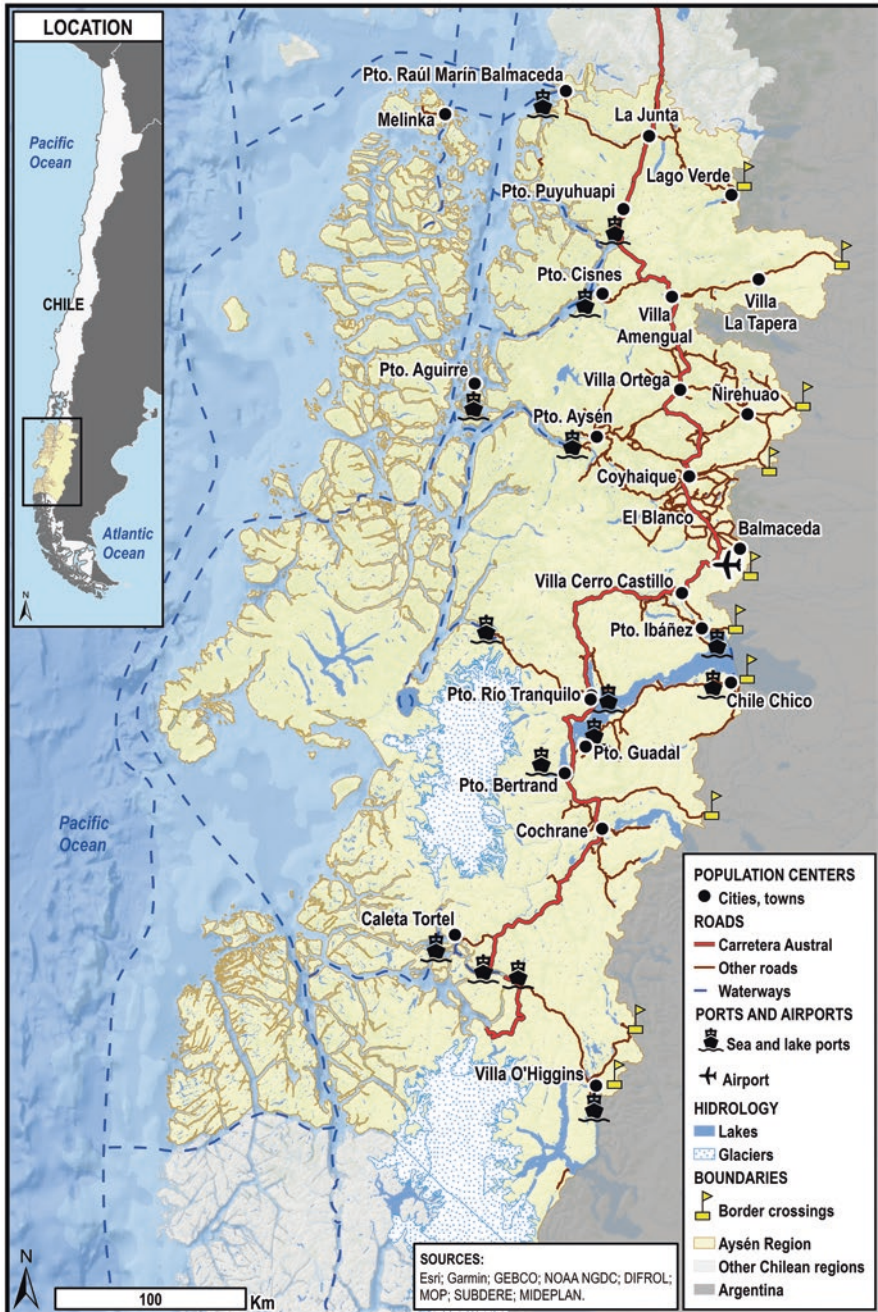 LOCATION
Pacific
Ocean
CHILE
Atlantic
Ocean
N
Pto. Raúl Marín Balmaceda
Melinka
La Junta
Lago Verde
Pto. Puyuhuapi
Pto. Cisnes
Villa
Amengual
Villa
La Tapera
Pto. Aguirre
Villa Ortega
Ñirehuao
Pto. Aysén
Coyhaique
El Blanco
Balmaceda
Villa Cerro Castillo
Pto. Ibáñez
Pto. Río Tranquilo
Chile Chico
Pto. Guadal
Pto. Bertrand
Pacific
Ocean
Cochrane
Caleta Tortel
Villa O'Higgins
POPULATION CENTERS
Cities, towns
ROADS
Carretera Austral
Other roads
Waterways
PORTS AND AIRPORTS
Sea and lake ports
Airport
HIDROLOGY
Lakes
Glaciers
BOUNDARIES
Border crossings
Aysén Region
Other Chilean regions
Argentina
SOURCES:
Esri; Garmin; GEBCO; NOAA NGDC; DIFROL;
MOP; SUBDERE; MIDEPLAN.
N
100 Km